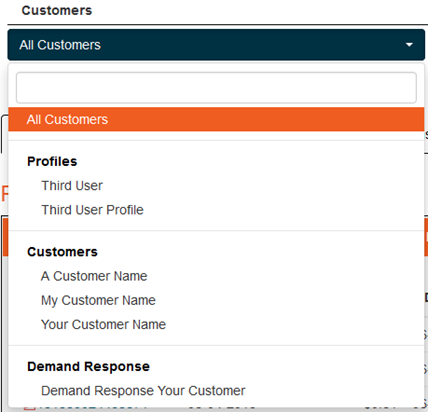 Customers
All Customers
All Customers
Profiles
Third User
Third User Profile
Customers
A Customer Name
My Customer Name
Your Customer Name
Demand Response
Demand Response Your Customer